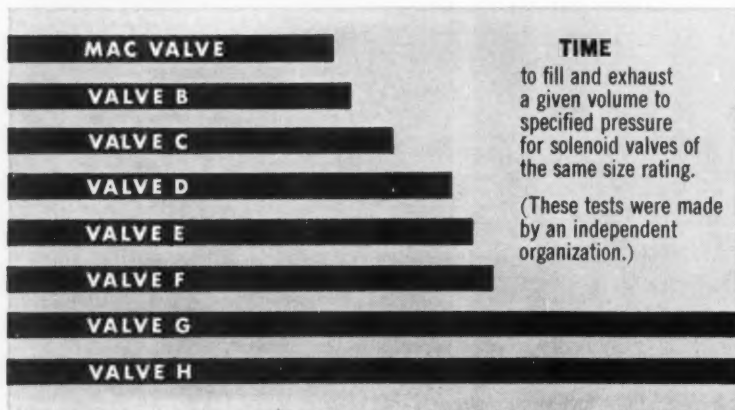 MAC VALVE
VALVE B
VALVE C
VALVE D
VALVE E
VALVE F
VALVE G
VALVE H
TIME
to fill and exhaust
a given volume to
specified pressure
for solenoid valves of
the same size rating.
(These tests were made
by an independent
organization.)